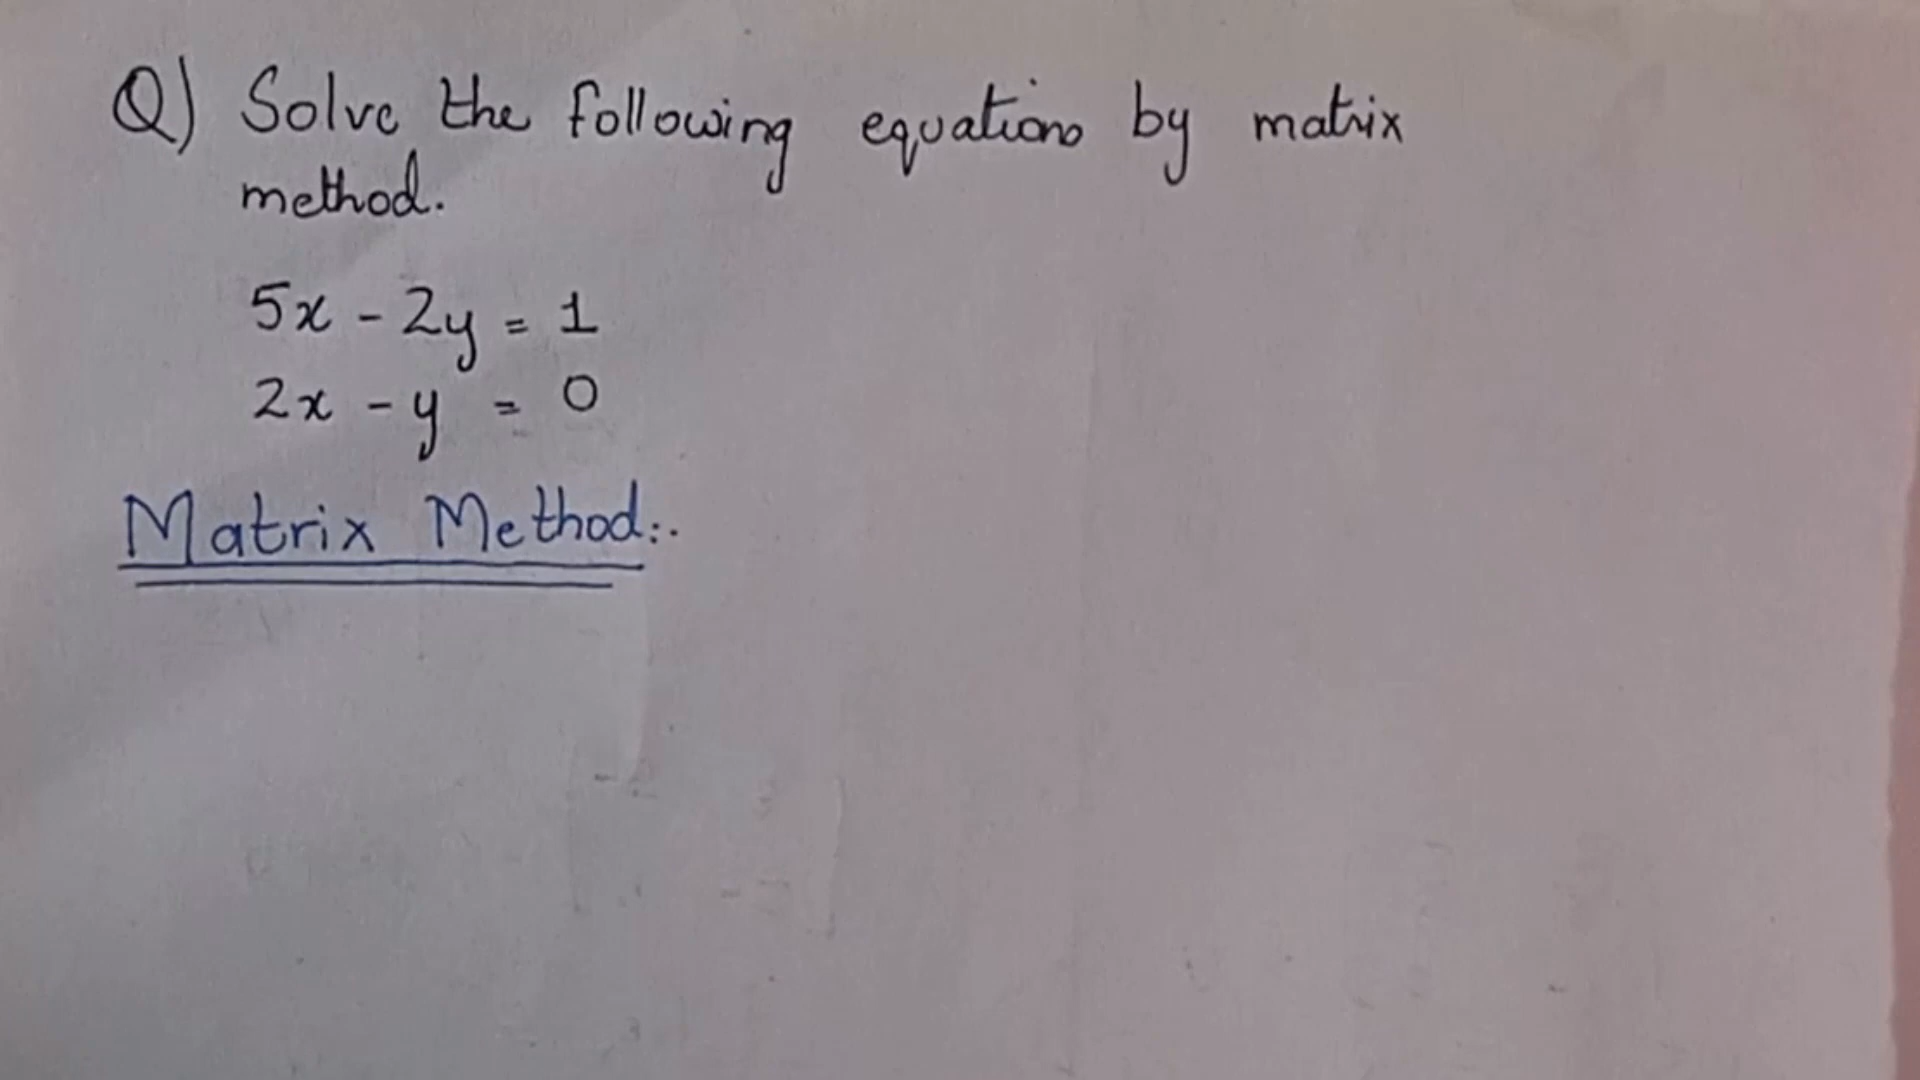 Q) Solve the following equations by matrix
method.
5x - 2y = 1
2x - y = 0
Matrix Method:.